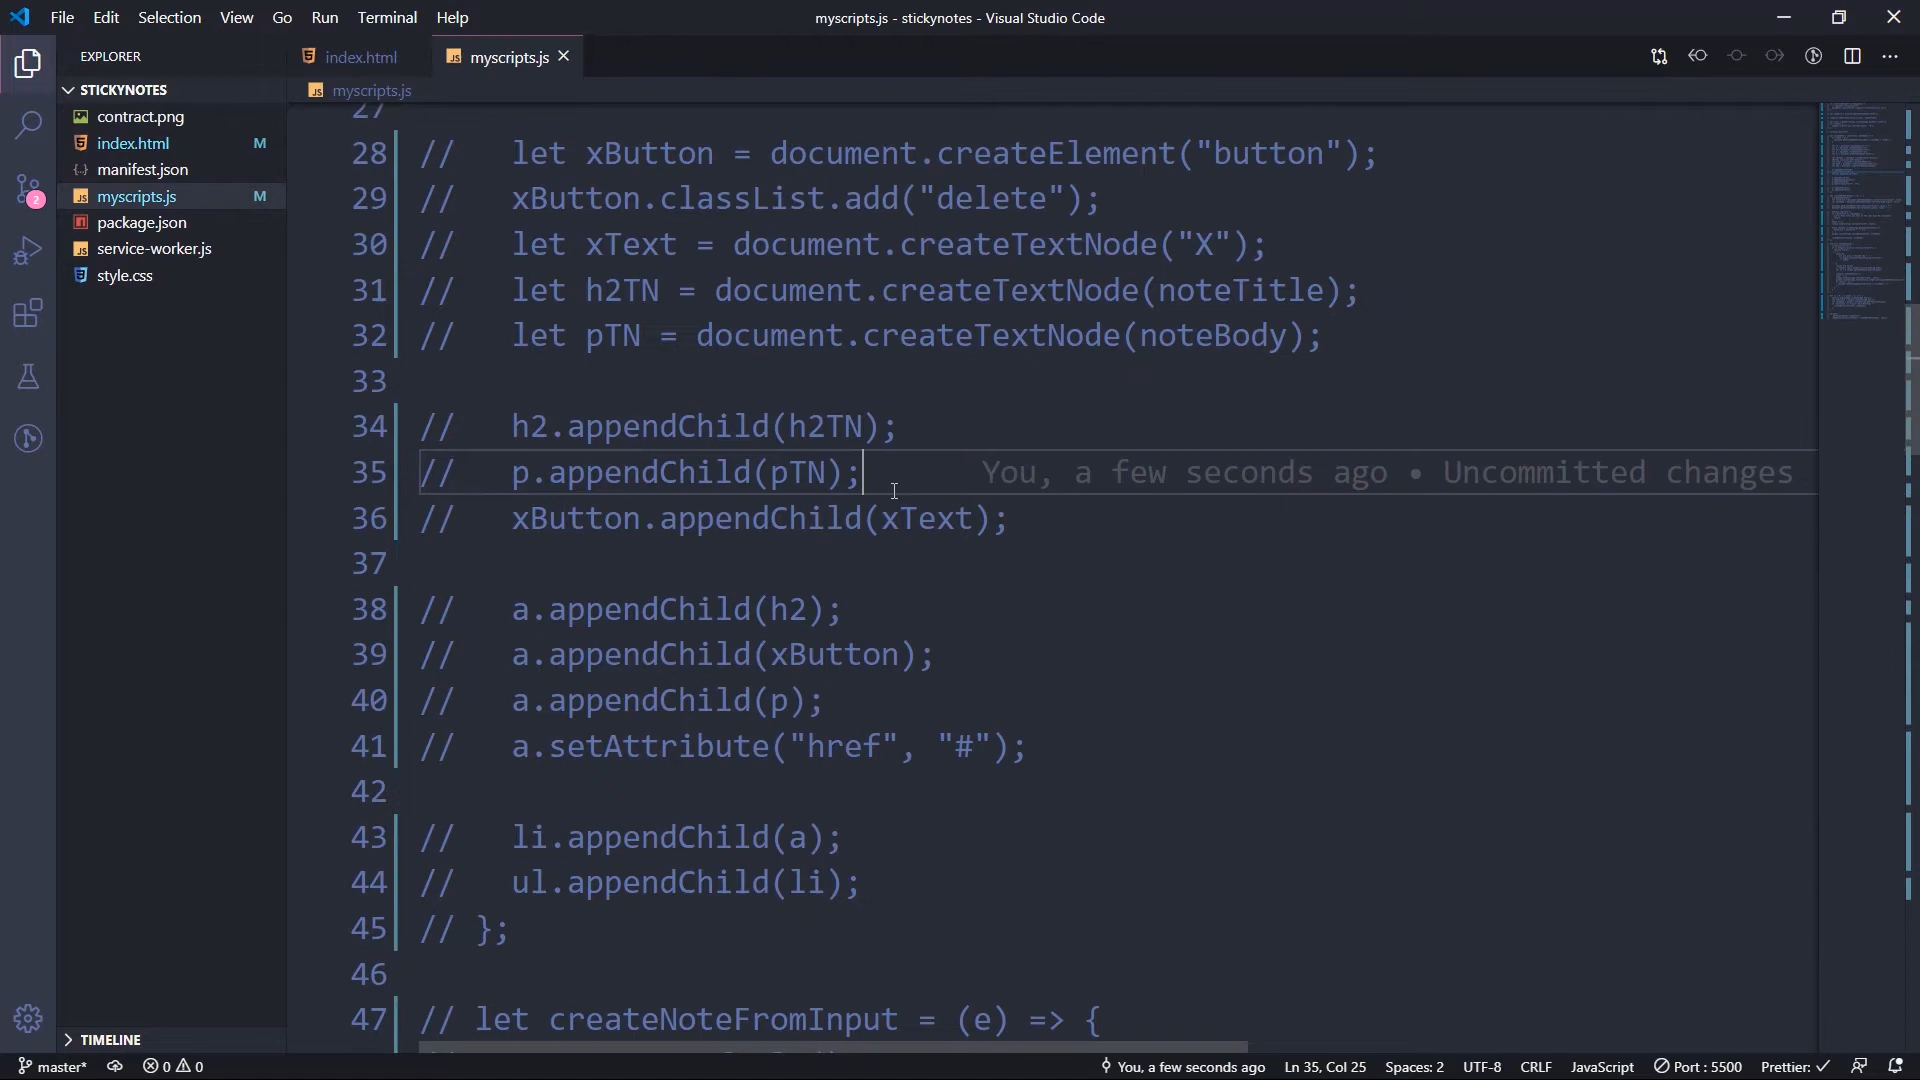 File Edit Selection View Go Run Terminal Help
myscripts.js - stickynotes - Visual Studio Code
EXPLORER
STICKYNOTES
contract.png
index.html M
manifest.json
myscripts.js M
package.json
service-worker.js
style.css
2
TIMELINE
index.html
JS myscripts.js
JS myscripts.js
27
28 //   let xButton = document.createElement("button");
29 //   xButton.classList.add("delete");
30 //   let xText = document.createTextNode("X");
31 //   let h2TN = document.createTextNode(noteTitle);
32 //   let pTN = document.createTextNode(noteBody);
33
34 //   h2.appendChild(h2TN);
35 //   p.appendChild(pTN); You, a few seconds ago • Uncommitted changes
36 //   xButton.appendChild(xText);
37
38 //   a.appendChild(h2);
39 //   a.appendChild(xButton);
40 //   a.appendChild(p);
41 //   a.setAttribute("href", "#");
42
43 //   li.appendChild(a);
44 //   ul.appendChild(li);
45 // };
46
47 // let createNoteFromInput = (e) => {
master* 0 0 You, a few seconds ago Ln 35, Col 25 Spaces: 2 UTF-8 CRLF JavaScript Port : 5500 Prettier: ✓